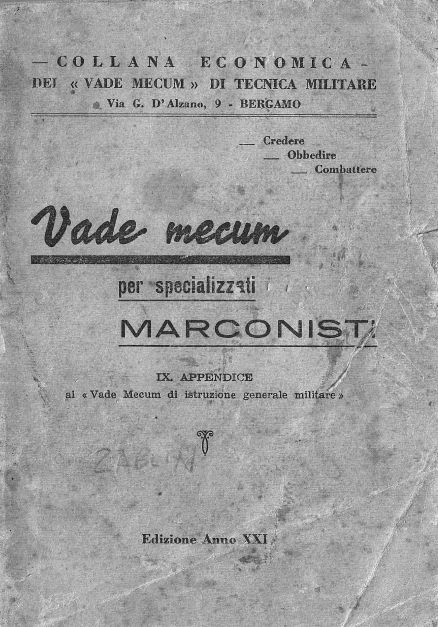 — COLLANA ECONOMICA -
DEI « VADE MECUM » DI TECNICA MILITARE
Via G. D'Alzano, 9 - BERGAMO
— Credere
— Obbedire
— Combattere
Vade mecum
per specializzati
MARCONISTI
IX. APPENDICE
al « Vade Mecum di istruzione generale militare »
Edizione Anno XXI